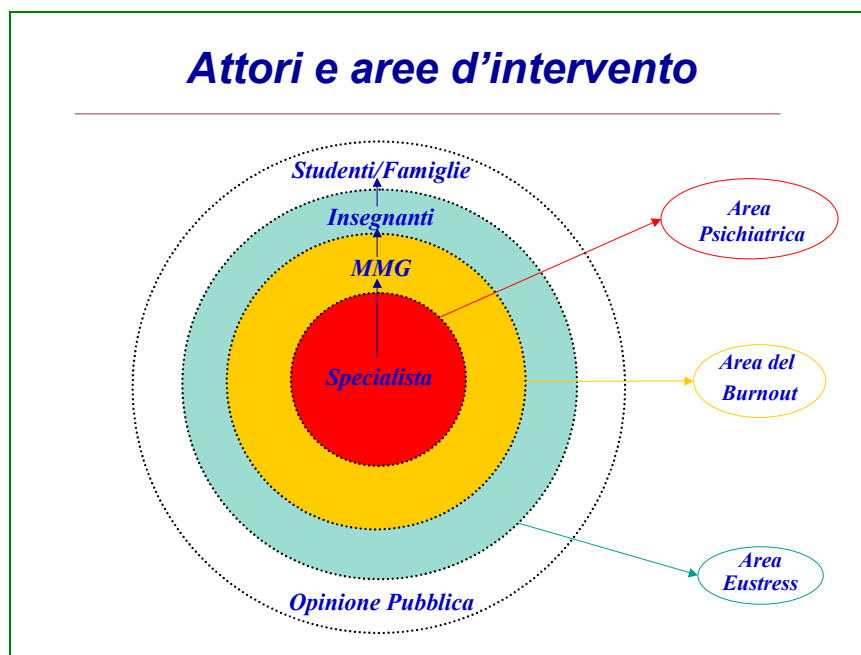 Attori e aree d'intervento
Studenti/Famiglie
Insegnanti
MMG
Specialista
Opinione Pubblica
Area
Psichiatrica
Area del
Burnout
Area
Eustress